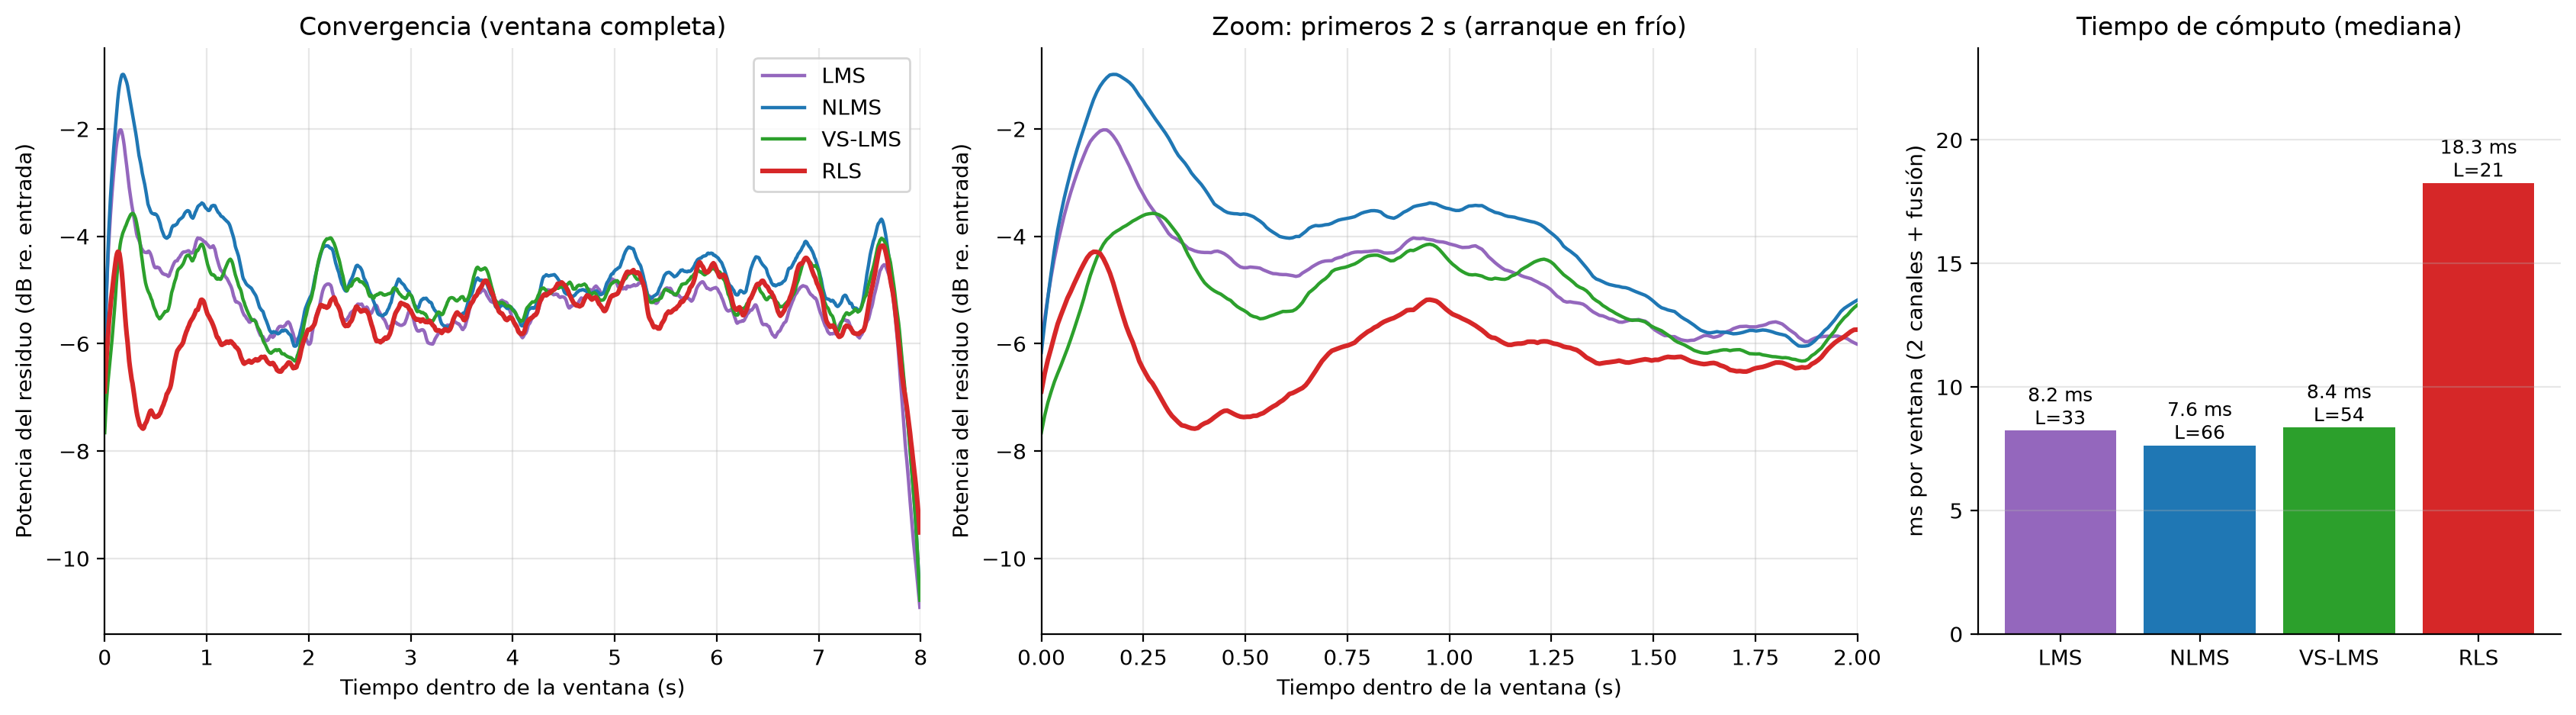 Convergencia (ventana completa)
Potencia del residuo (dB re. entrada)
−2
−4
−6
−8
−10
LMS
NLMS
VS-LMS
RLS
0 1 2 3 4 5 6 7 8
Tiempo dentro de la ventana (s)
Zoom: primeros 2 s (arranque en frío)
Potencia del residuo (dB re. entrada)
−2
−4
−6
−8
−10
0.00 0.25 0.50 0.75 1.00 1.25 1.50 1.75 2.00
Tiempo dentro de la ventana (s)
Tiempo de cómputo (mediana)
ms por ventana (2 canales + fusión)
20
15
10
5
0
8.2 ms
L=33
7.6 ms
L=66
8.4 ms
L=54
18.3 ms
L=21
LMS NLMS VS-LMS RLS